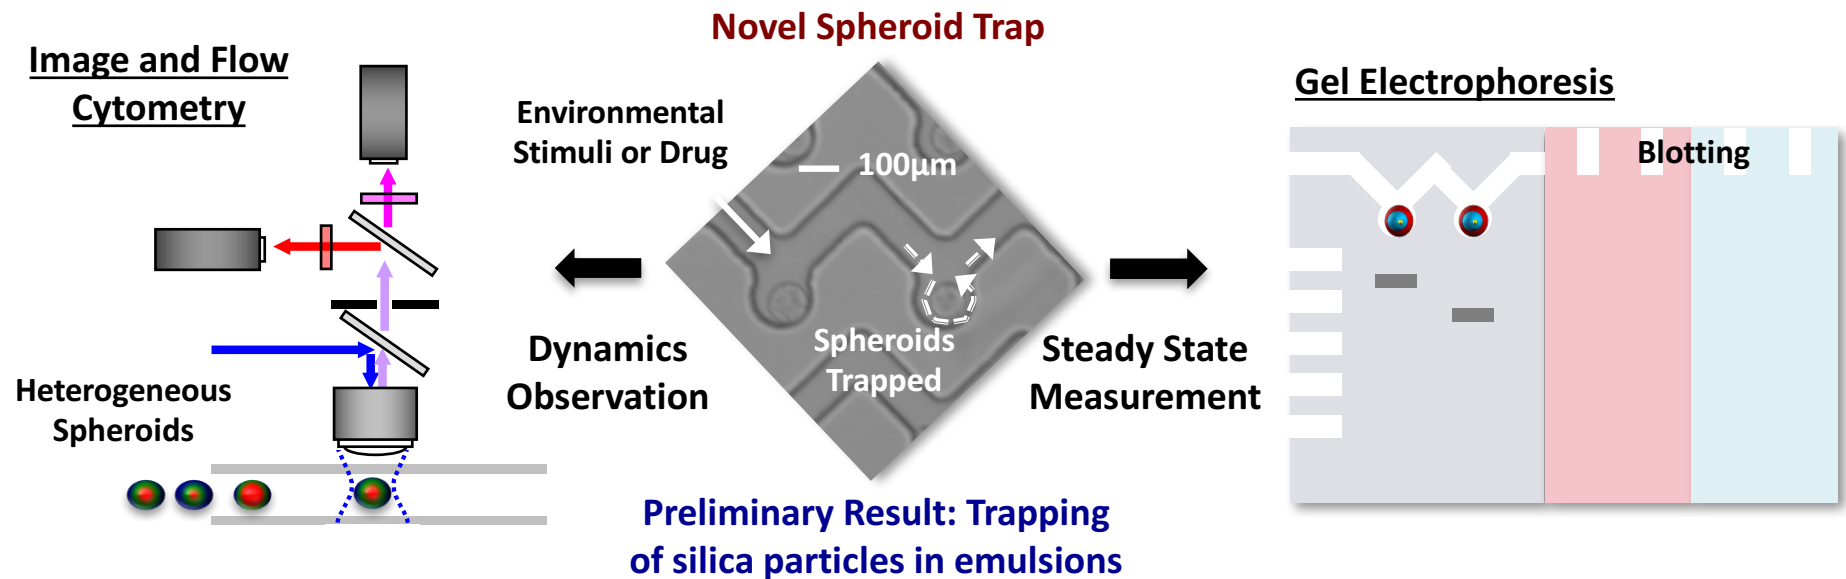 Image and Flow
Cytometry
Heterogeneous
Spheroids
Novel Spheroid Trap
Environmental
Stimuli or Drug
100µm
Spheroids
Trapped
Dynamics
Observation
Steady State
Measurement
Preliminary Result: Trapping
of silica particles in emulsions
Gel Electrophoresis
Blotting